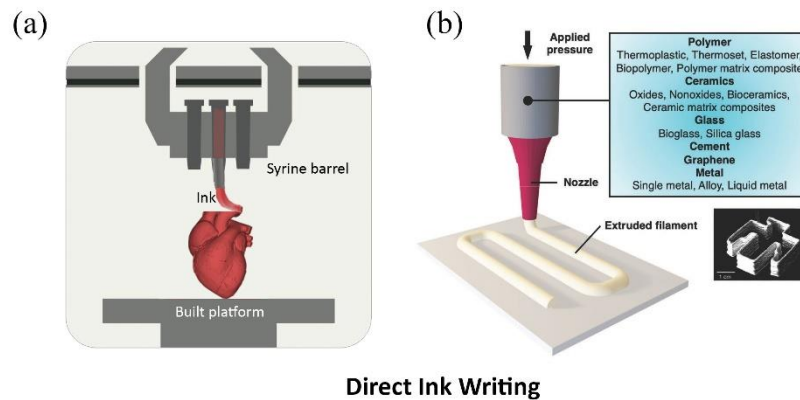 (a)
Syrine barrel
Ink
Built platform
(b)
Applied
pressure
Polymer
Thermoplastic, Thermoset, Elastomer,
Biopolymer, Polymer matrix composite
Ceramics
Oxides, Nonoxides, Bioceramics,
Ceramic matrix composites
Glass
Bioglass, Silica glass
Cement
Graphene
Metal
Single metal, Alloy, Liquid metal
Nozzle
Extruded filament
1 cm
Direct Ink Writing